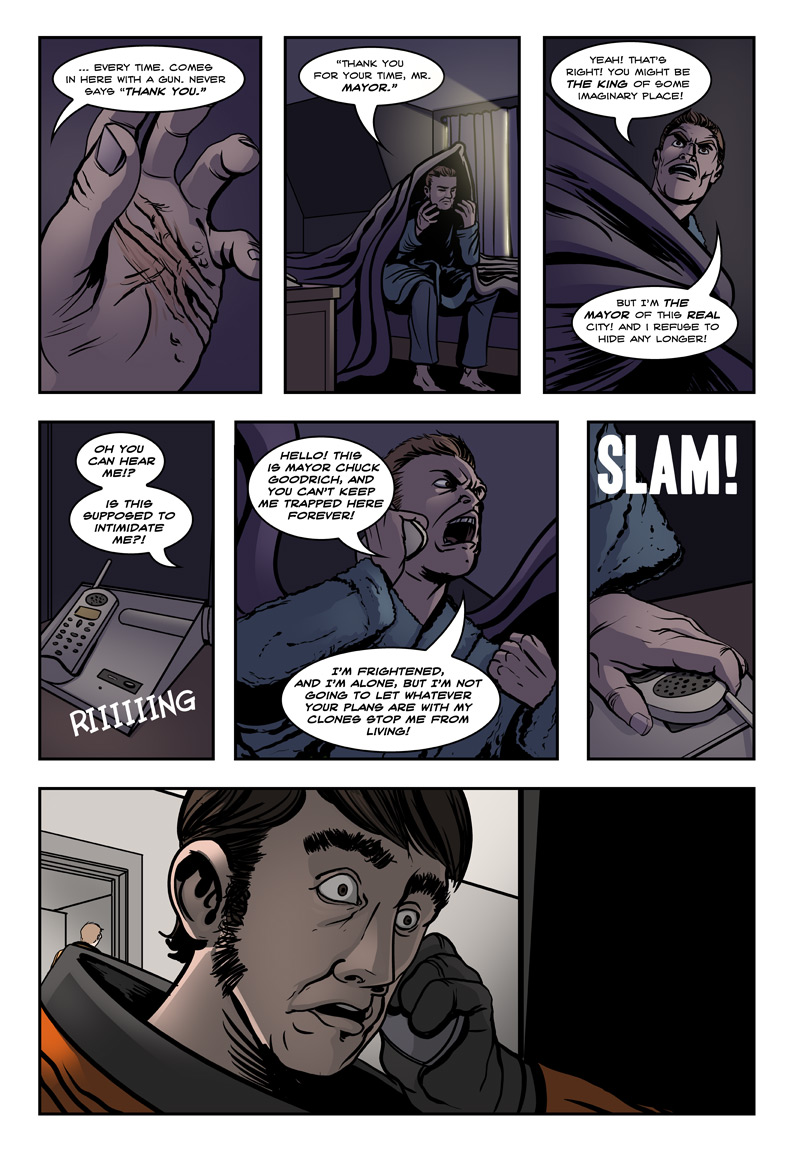 ... EVERY TIME. COMES
IN HERE WITH A GUN. NEVER
SAYS "THANK YOU."
"THANK YOU
FOR YOUR TIME, MR.
MAYOR."
YEAH! THAT'S
RIGHT! YOU MIGHT BE
THE KING OF SOME
IMAGINARY PLACE!
BUT I'M THE
MAYOR OF THIS REAL
CITY! AND I REFUSE TO
HIDE ANY LONGER!
OH YOU
CAN HEAR
ME!?
IS THIS
SUPPOSED TO
INTIMIDATE
ME?!
RIIIIIING
HELLO! THIS
IS MAYOR CHUCK
GOODRICH, AND
YOU CAN'T KEEP
ME TRAPPED HERE
FOREVER!
I'M FRIGHTENED,
AND I'M ALONE, BUT I'M NOT
GOING TO LET WHATEVER
YOUR PLANS ARE WITH MY
CLONES STOP ME FROM
LIVING!
SLAM!